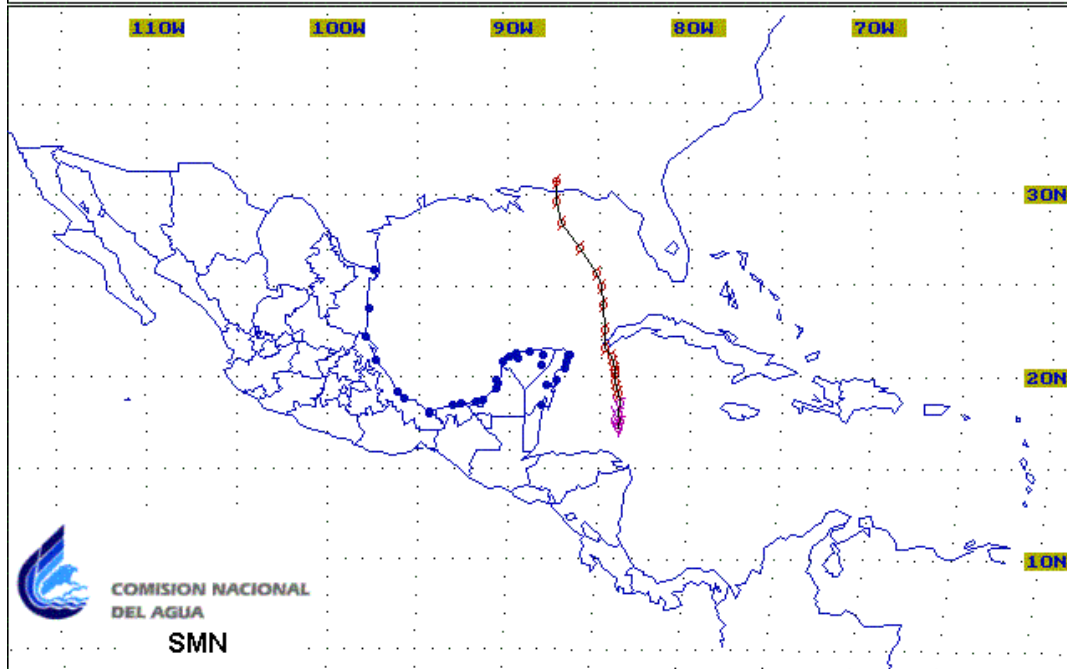 110W 100W 90W 80W 70W
30N
20N
10N
COMISION NACIONAL
DEL AGUA
SMN